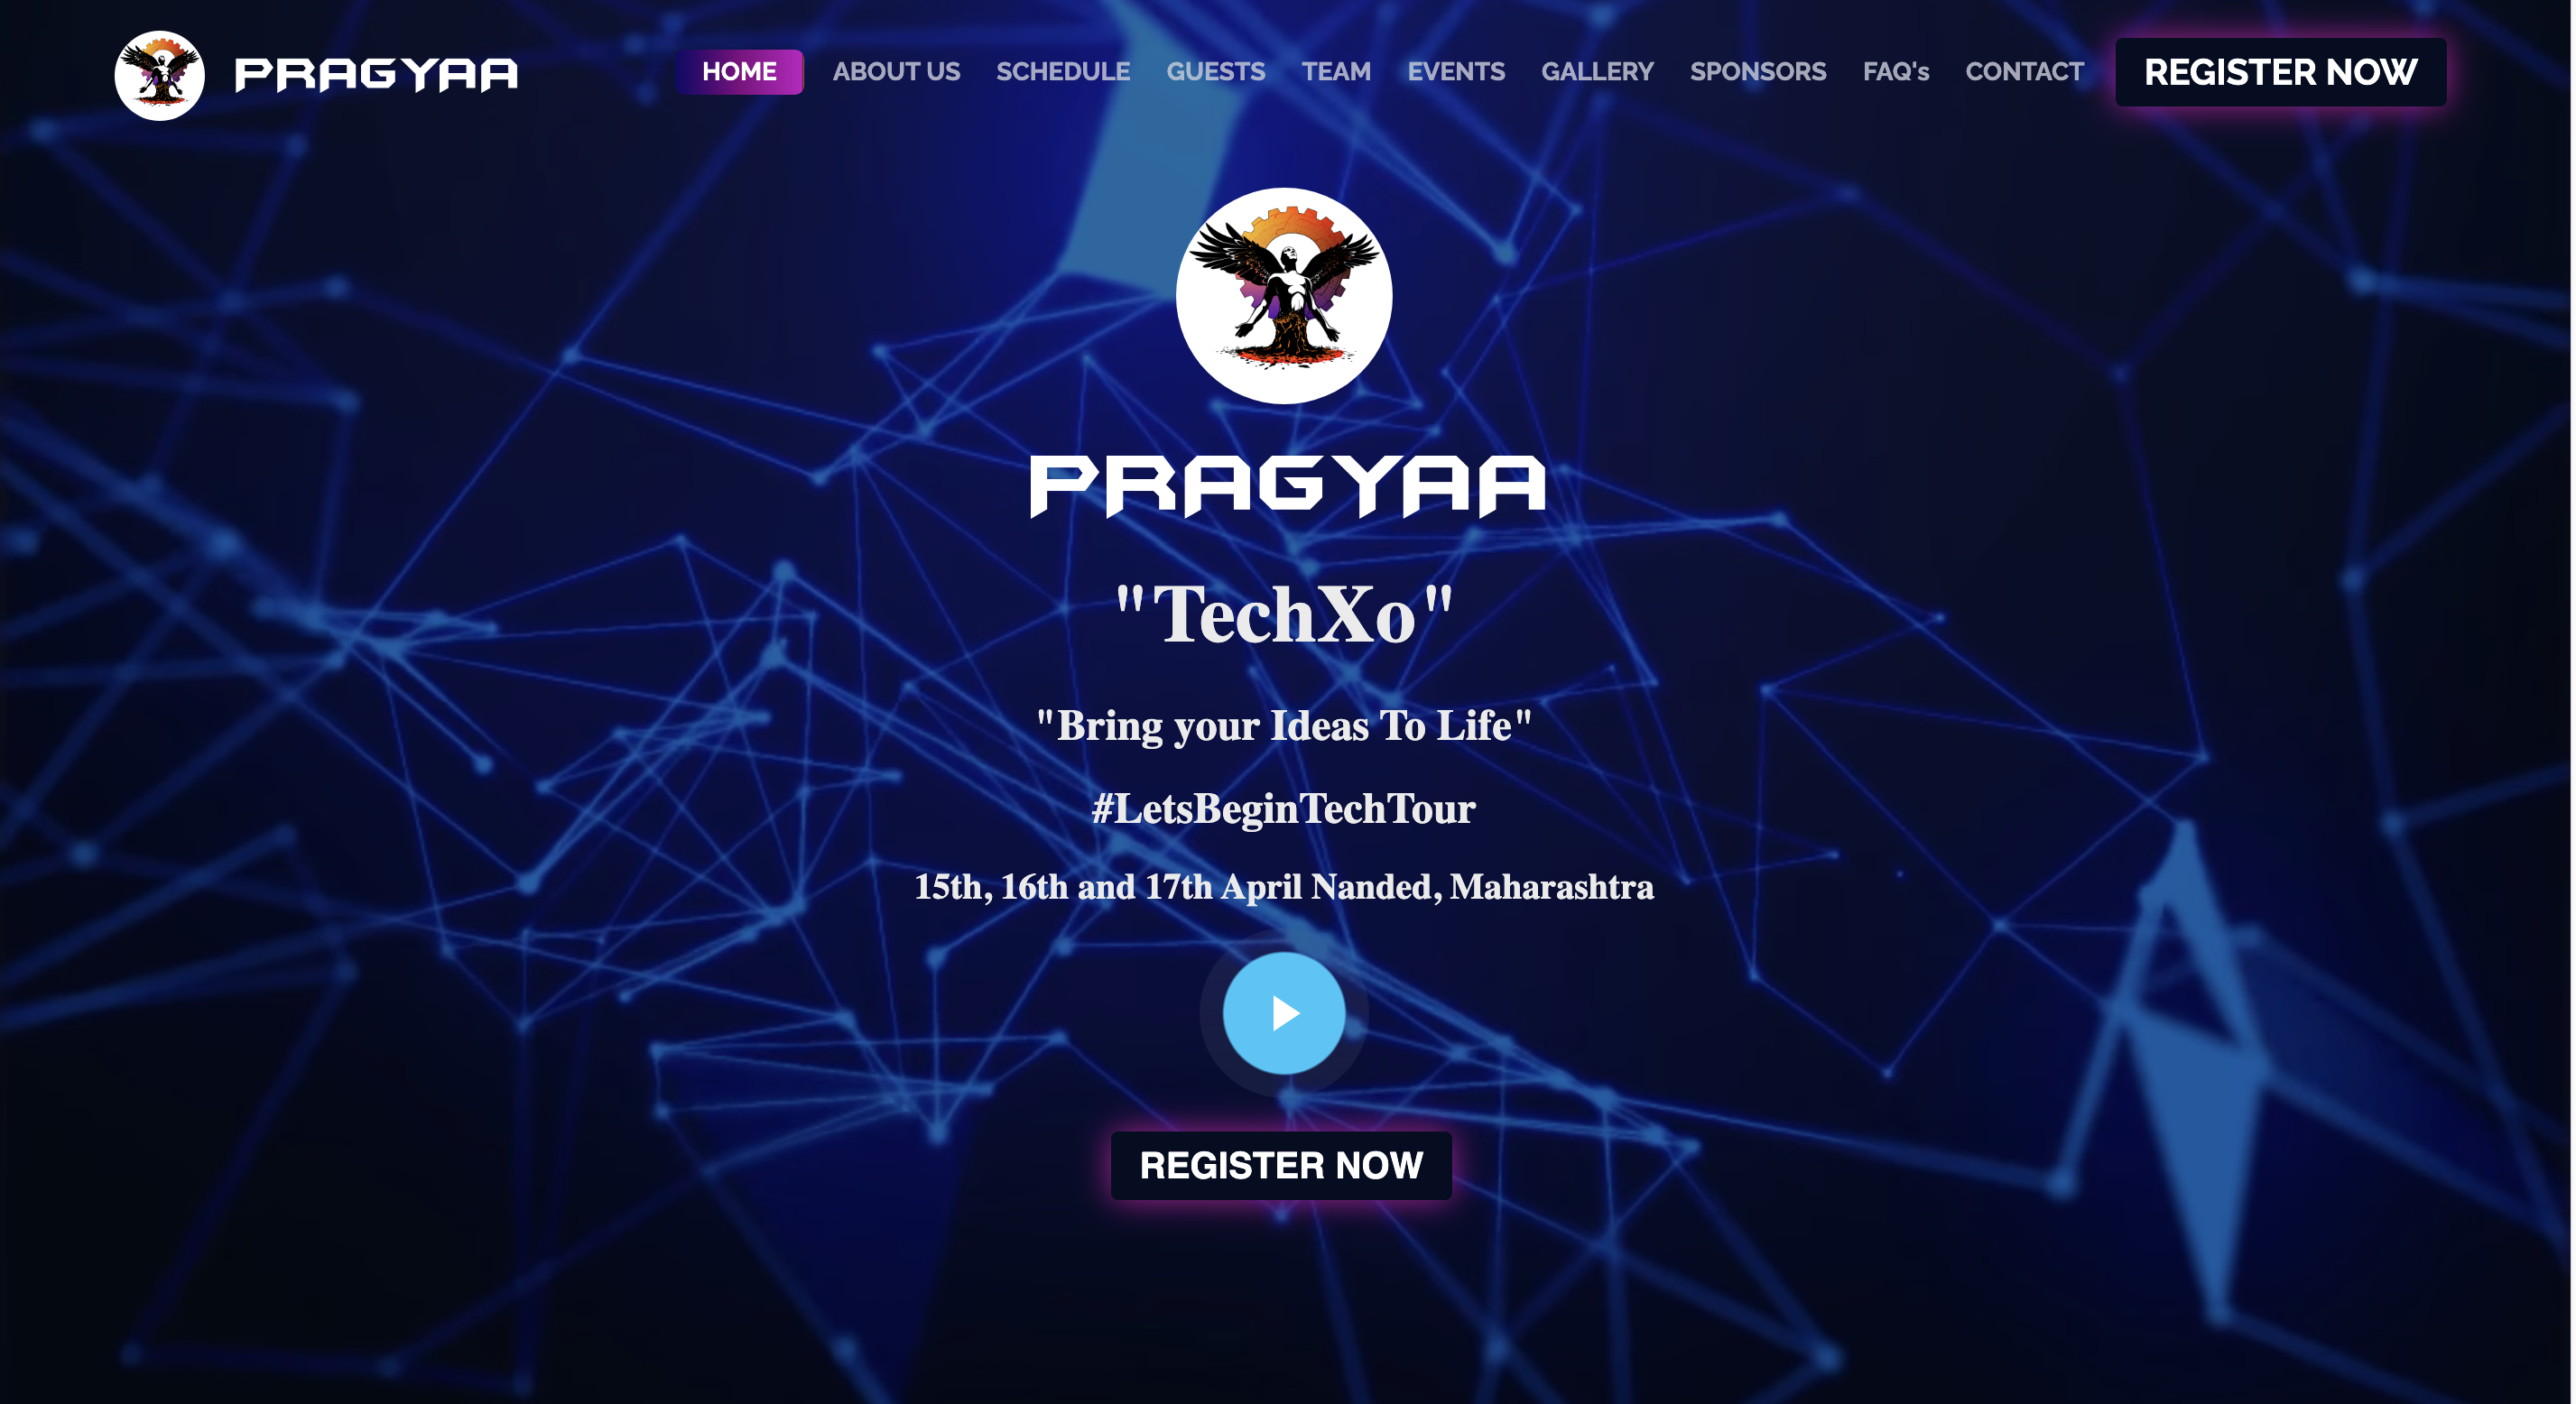 PRAGYAA
HOME ABOUT US SCHEDULE GUESTS TEAM EVENTS GALLERY SPONSORS FAQ's CONTACT REGISTER NOW
PRAGYAA
"TechXo"
"Bring your Ideas To Life"
#LetsBeginTechTour
15th, 16th and 17th April Nanded, Maharashtra
REGISTER NOW